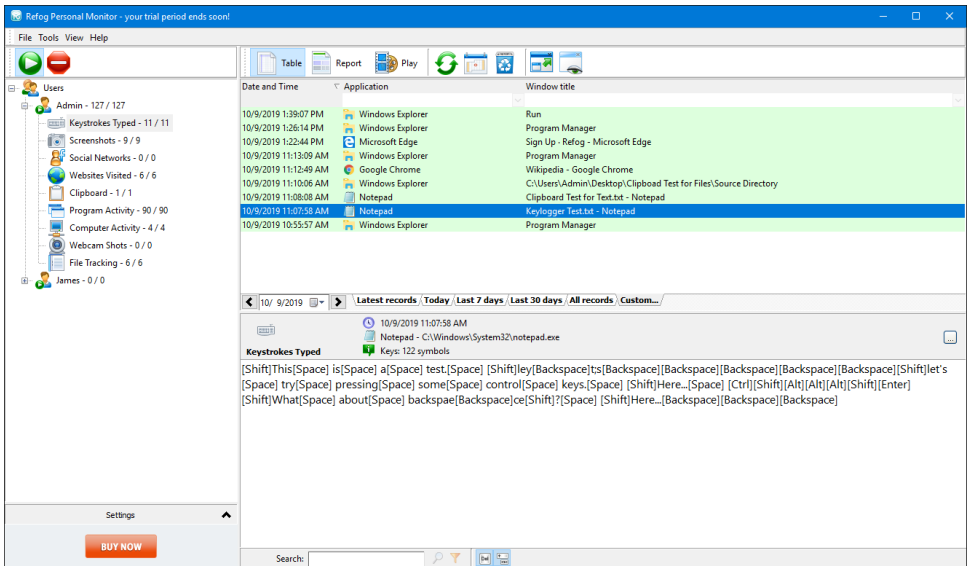 Refog Personal Monitor - your trial period ends soon!
File Tools View Help
Table Report Play
Users
Admin - 127 / 127
Keystrokes Typed - 11 / 11
Screenshots - 9 / 9
Social Networks - 0 / 0
Websites Visited - 6 / 6
Clipboard - 1 / 1
Program Activity - 90 / 90
Computer Activity - 4 / 4
Webcam Shots - 0 / 0
File Tracking - 6 / 6
James - 0 / 0
Settings
BUY NOW
Date and Time Application Window title
10/9/2019 1:39:07 PM Windows Explorer Run
10/9/2019 1:26:14 PM Windows Explorer Program Manager
10/9/2019 1:22:44 PM Microsoft Edge Sign Up - Refog - Microsoft Edge
10/9/2019 11:13:09 AM Windows Explorer Program Manager
10/9/2019 11:12:49 AM Google Chrome Wikipedia - Google Chrome
10/9/2019 11:10:06 AM Windows Explorer C:\Users\Admin\Desktop\Clipboad Test for Files\Source Directory
10/9/2019 11:08:08 AM Notepad Clipboard Test for Text.txt - Notepad
10/9/2019 11:07:58 AM Notepad Keylogger Test.txt - Notepad
10/9/2019 10:55:57 AM Windows Explorer Program Manager
10/ 9/2019 Latest records Today Last 7 days Last 30 days All records Custom...
10/9/2019 11:07:58 AM
Notepad - C:\Windows\System32\notepad.exe
Keystrokes Typed Keys: 122 symbols
[Shift]This[Space] is[Space] a[Space] test.[Space] [Shift]ley[Backspace]t;s[Backspace][Backspace][Backspace][Backspace][Backspace][Shift]let's
[Space] try[Space] pressing[Space] some[Space] control[Space] keys.[Space] [Shift]Here...[Space] [Ctrl][Shift][Alt][Alt][Alt][Shift][Enter]
[Shift]What[Space] about[Space] backspae[Backspace]ce[Shift]?[Space] [Shift]Here...[Backspace][Backspace][Backspace]
Search: